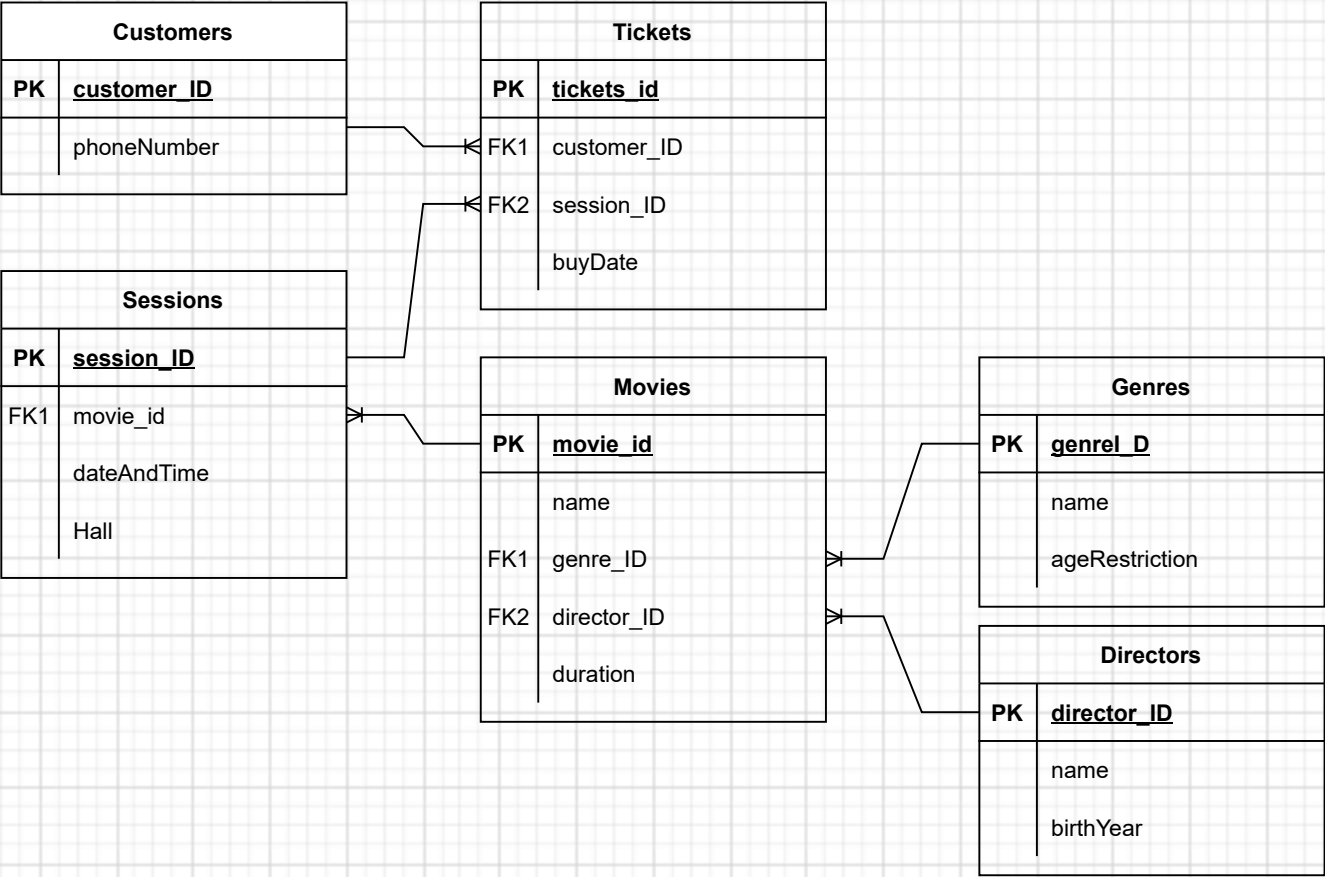 Customers
PK customer_ID
phoneNumber
Tickets
PK tickets_id
FK1 customer_ID
FK2 session_ID
buyDate
Sessions
PK session_ID
FK1 movie_id
dateAndTime
Hall
Movies
PK movie_id
name
FK1 genre_ID
FK2 director_ID
duration
Genres
PK genreI_D
name
ageRestriction
Directors
PK director_ID
name
birthYear